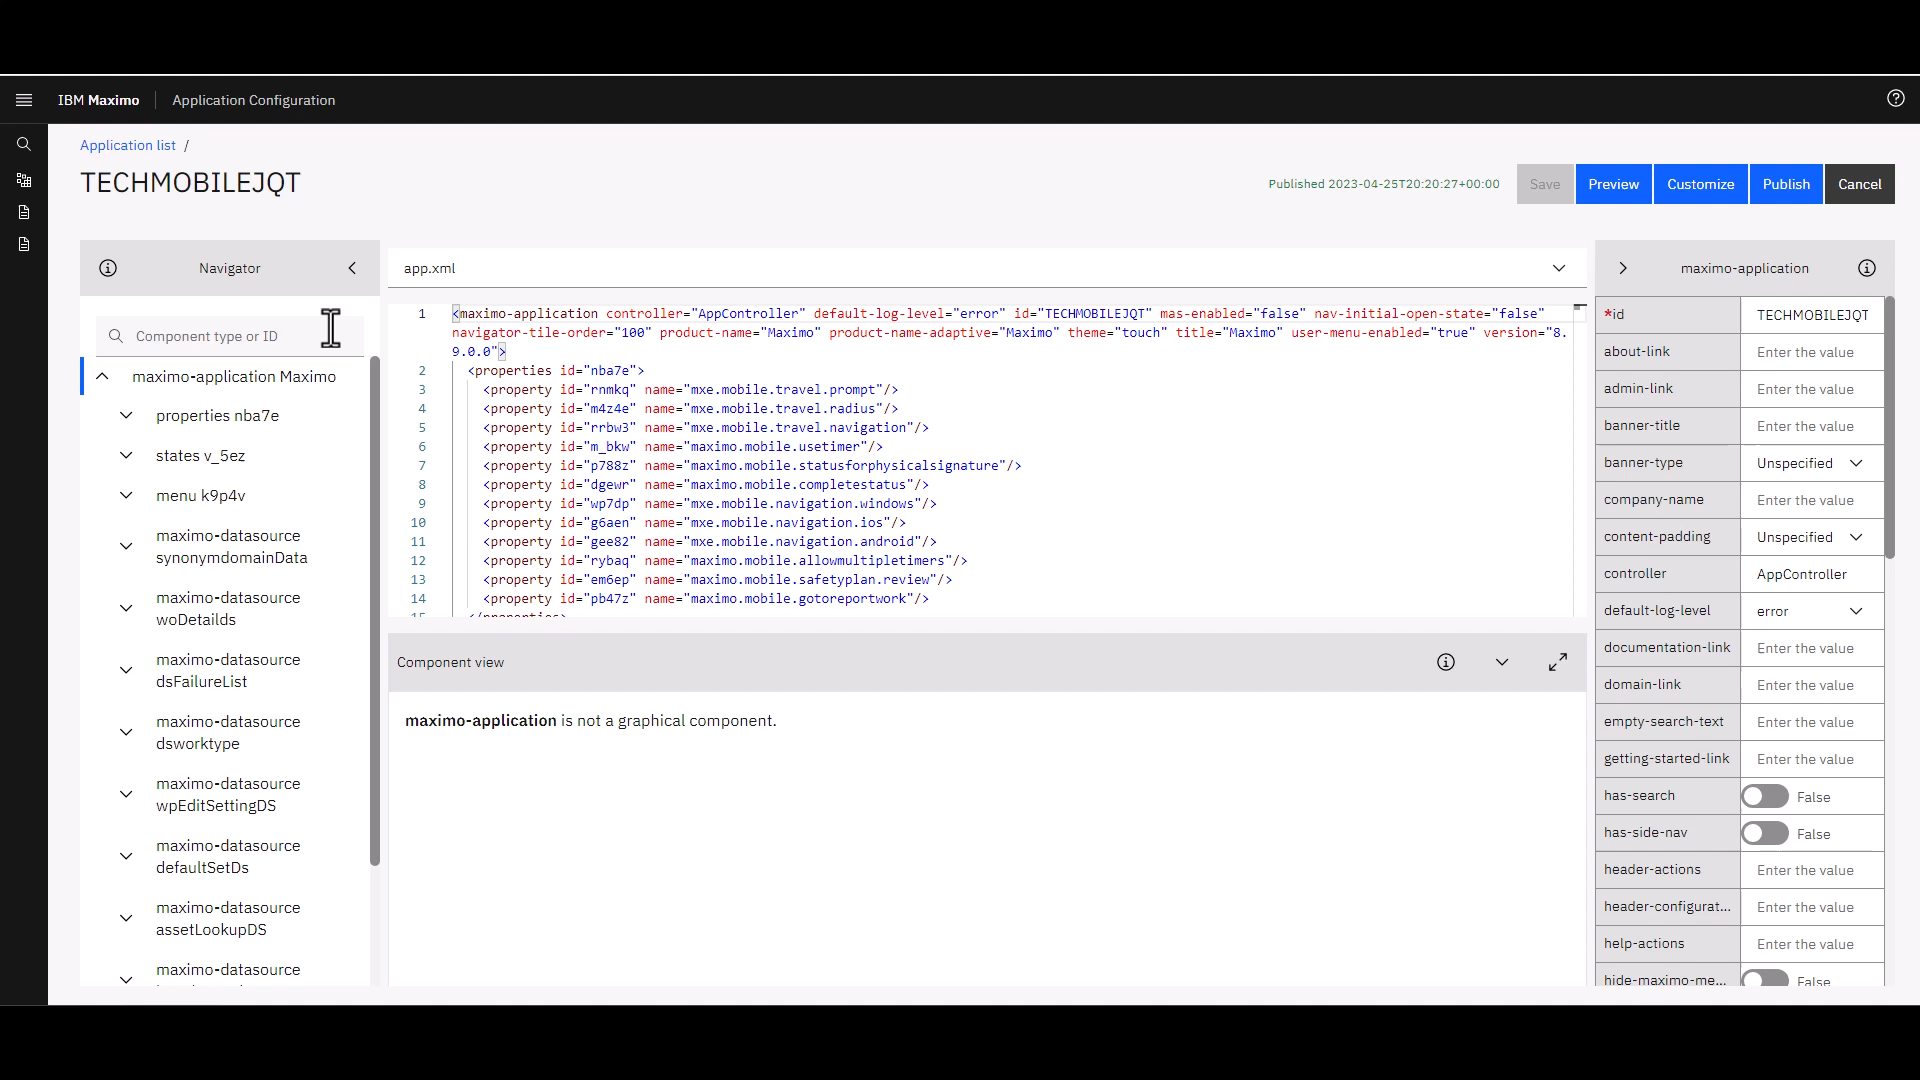 IBM Maximo
Application Configuration
Application list /
TECHMOBILEJQT
Published 2023-04-25T20:20:27+00:00
Save
Preview
Customize
Publish
Cancel
Navigator
Component type or ID
maximo-application Maximo
properties nba7e
states v_5ez
menu k9p4v
maximo-datasource
synonymdomainData
maximo-datasource
woDetailds
maximo-datasource
dsFailureList
maximo-datasource
dsworktype
maximo-datasource
wpEditSettingDS
maximo-datasource
defaultSetDs
maximo-datasource
assetLookupDS
maximo-datasource
app.xml
1 <maximo-application controller="AppController" default-log-level="error" id="TECHMOBILEJQT" mas-enabled="false" nav-initial-open-state="false"
navigator-tile-order="100" product-name="Maximo" product-name-adaptive="Maximo" theme="touch" title="Maximo" user-menu-enabled="true" version="8.
9.0.0">
2 <properties id="nba7e">
3 <property id="rnmkq" name="mxe.mobile.travel.prompt"/>
4 <property id="m4z4e" name="mxe.mobile.travel.radius"/>
5 <property id="rrbw3" name="mxe.mobile.travel.navigation"/>
6 <property id="m_bkw" name="maximo.mobile.usetimer"/>
7 <property id="p788z" name="maximo.mobile.statusforphysicalsignature"/>
8 <property id="dgewr" name="maximo.mobile.completestatus"/>
9 <property id="wp7dp" name="mxe.mobile.navigation.windows"/>
10 <property id="g6aen" name="mxe.mobile.navigation.ios"/>
11 <property id="gee82" name="mxe.mobile.navigation.android"/>
12 <property id="rybaq" name="maximo.mobile.allowmultipletimers"/>
13 <property id="em6ep" name="maximo.mobile.safetyplan.review"/>
14 <property id="pb47z" name="maximo.mobile.gotoreportwork"/>
15 </properties>
Component view
maximo-application is not a graphical component.
maximo-application
*id TECHMOBILEJQT
about-link Enter the value
admin-link Enter the value
banner-title Enter the value
banner-type Unspecified
company-name Enter the value
content-padding Unspecified
controller AppController
default-log-level error
documentation-link Enter the value
domain-link Enter the value
empty-search-text Enter the value
getting-started-link Enter the value
has-search False
has-side-nav False
header-actions Enter the value
header-configurat... Enter the value
help-actions Enter the value
hide-maximo-me... False